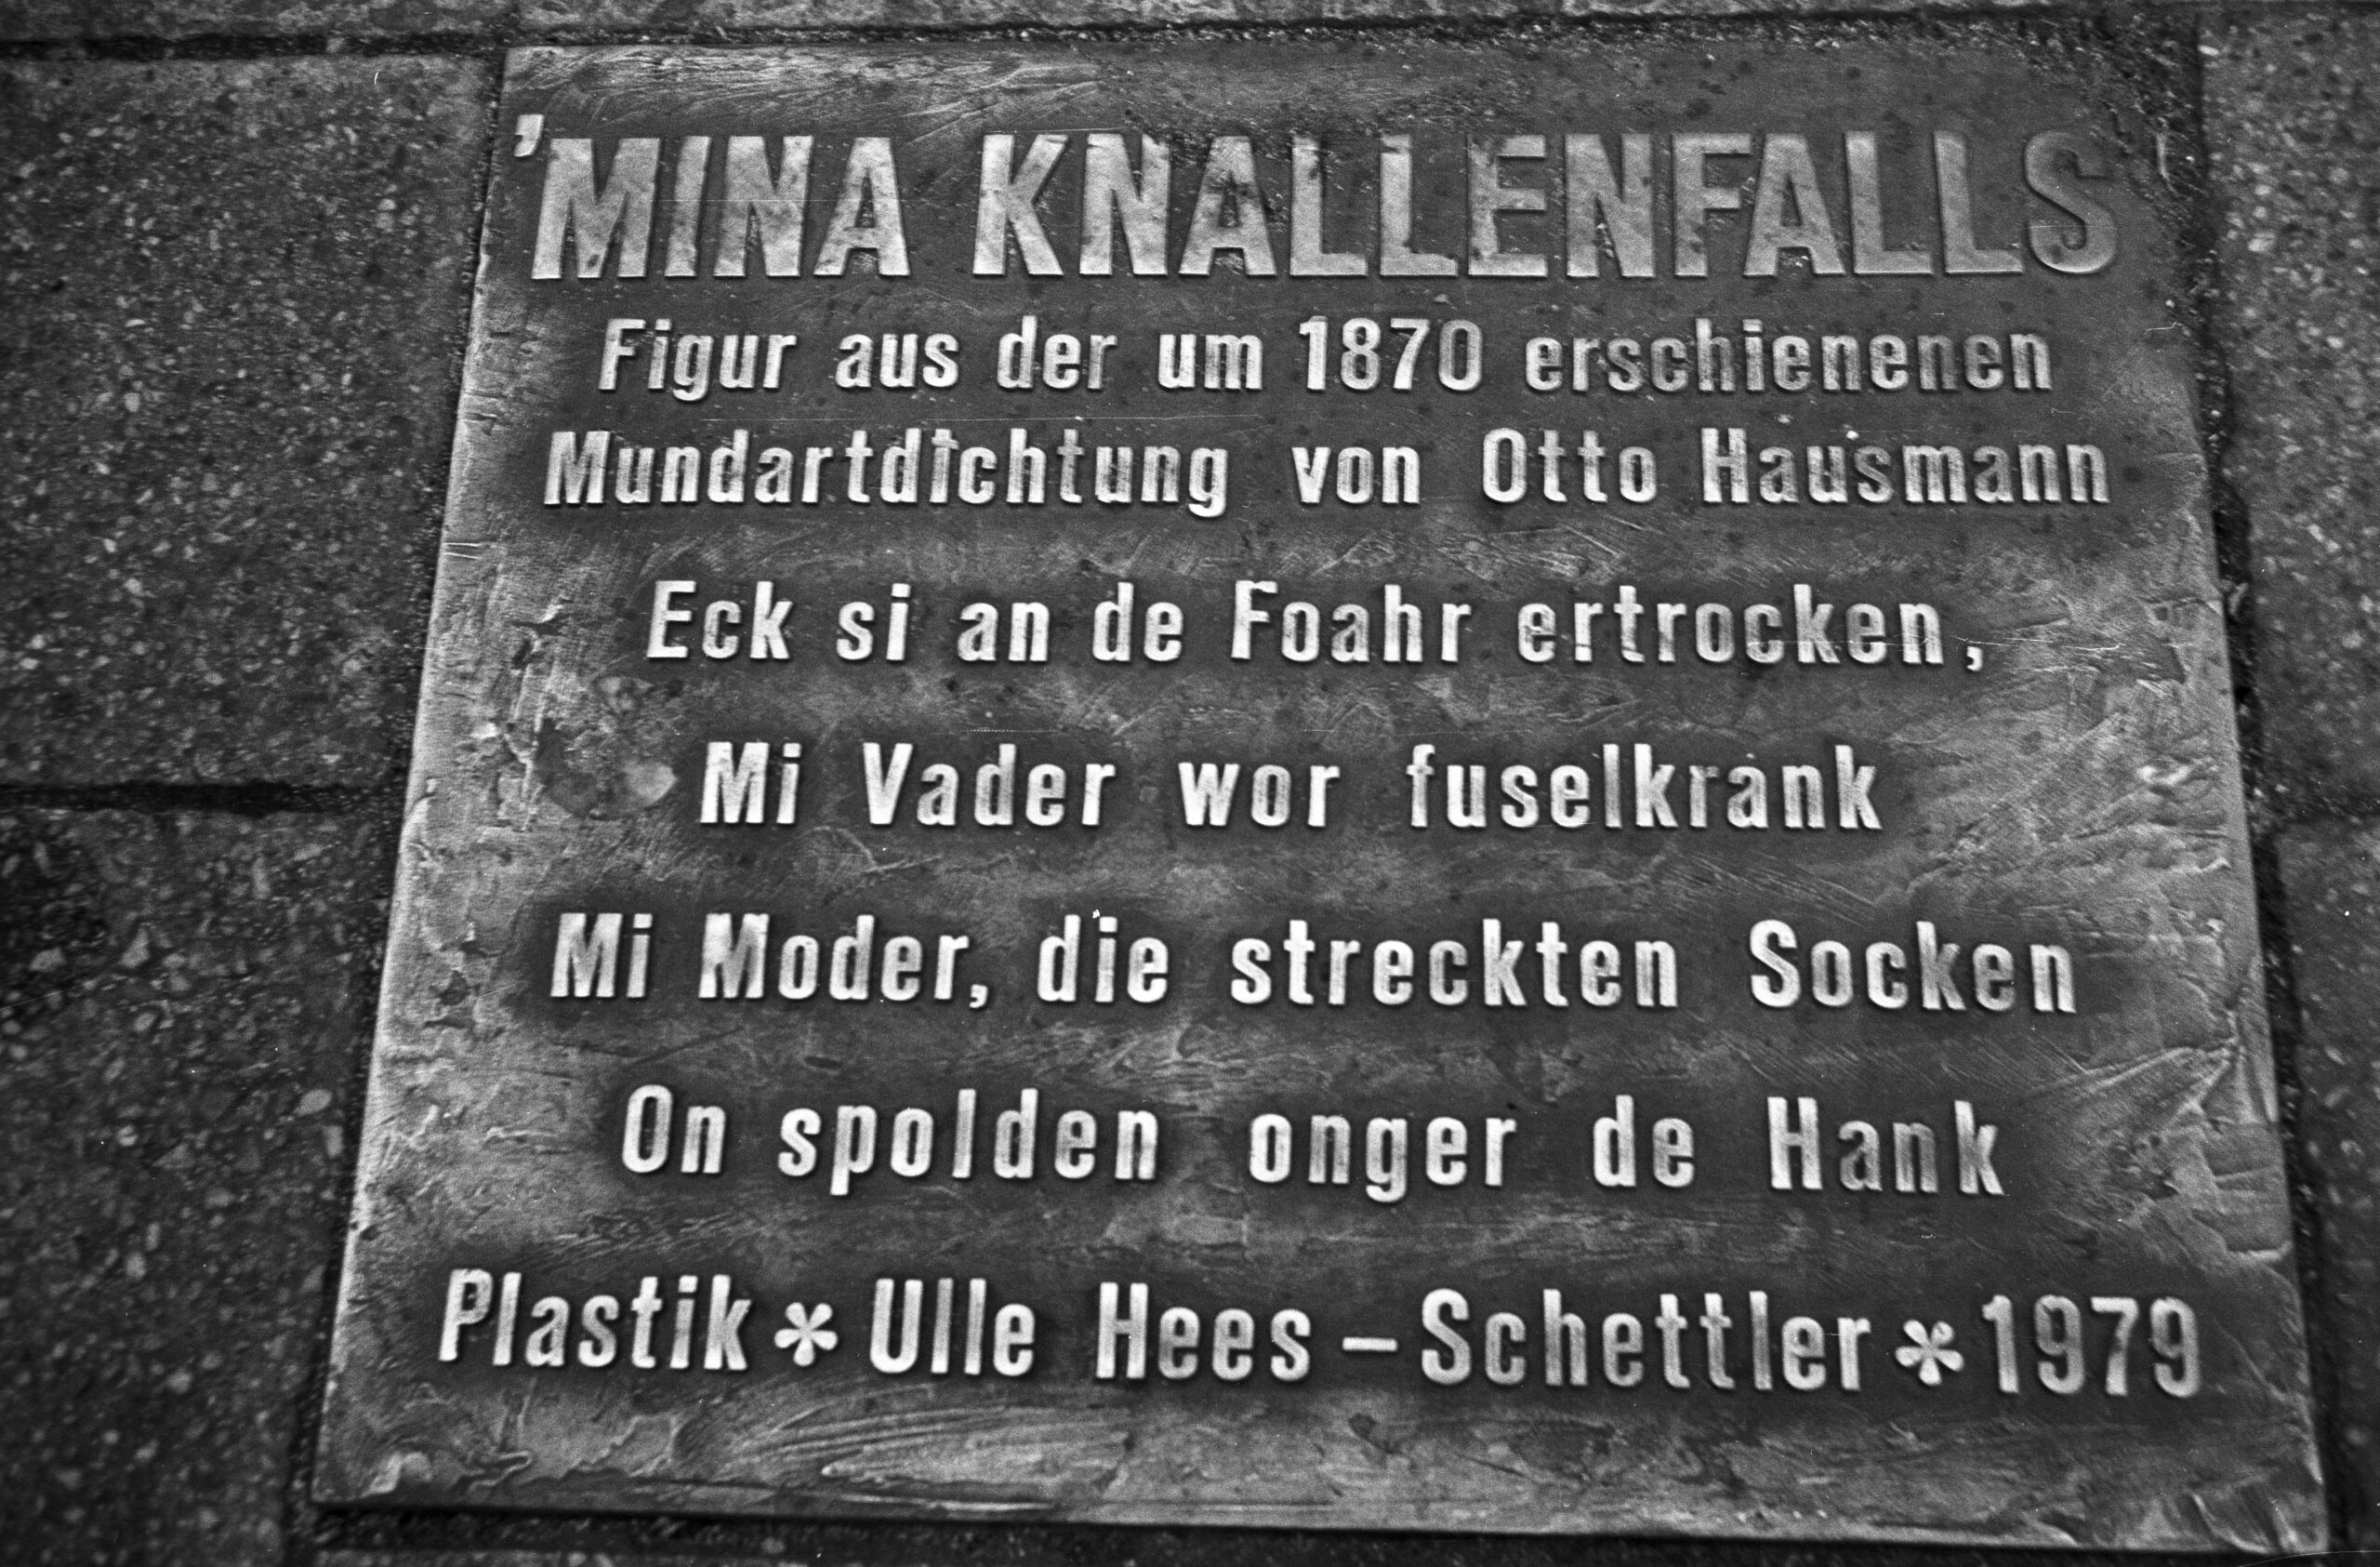 'MINA KNALLENFALLS
Figur aus der um 1870 erschienenen
Mundartdichtung von Otto Hausmann
Eck si an de Foahr ertrocken,
Mi Vader wor fuselkrank
Mi Moder, die streckten Socken
On spolden onger de Hank
Plastik * Ulle Hees – Schettler * 1979